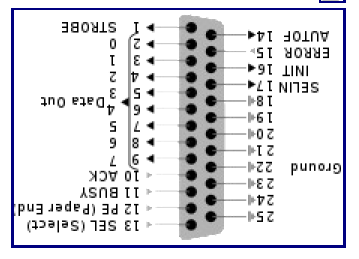 1 STROBE
2 0
3 1
4 2
5 3
6 4
7 5
8 6
9 7
Data Out
10 ACK
11 BUSY
12 PE (Paper End)
13 SEL (Select)
14 AUTOF
15 ERROR
16 INIT
17 SELIN
18
19
20
21
22
23
24
25
Ground